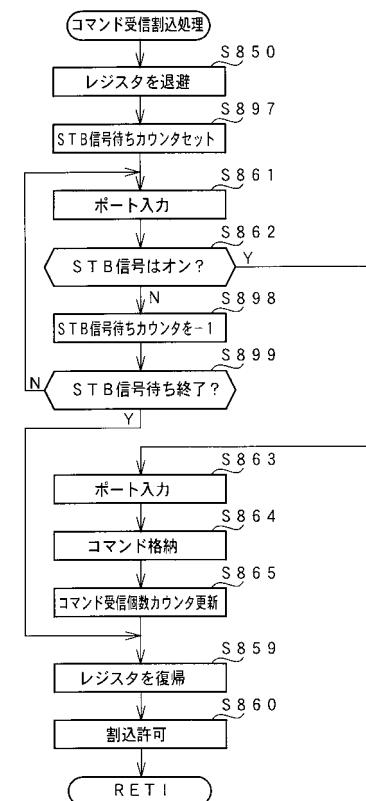 コマンド受信割込処理
S850
レジスタを退避
S897
STB信号待ちカウンタセット
S861
ポート入力
S862
STB信号はオン？
Y
N
S898
STB信号待ちカウンタを−1
S899
STB信号待ち終了？
N
Y
S863
ポート入力
S864
コマンド格納
S865
コマンド受信個数カウンタ更新
S859
レジスタを復帰
S860
割込許可
RETI